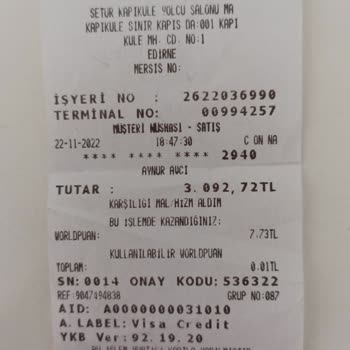 SETUR KAPIKULE YOLCU SALONU MA
KAPIKULE SINIR KAPIS DA:001 KAPI
KULE MH. CD. NO:1
EDİRNE
MERSIS NO:
İŞYERİ NO : 2622036990
TERMINAL NO: 00994257
MÜŞTERİ NÜSHASI - SATIŞ
22-11-2022 18:47:30 C ON NA
**** **** **** 2940
AYNUR AVCI
TUTAR : 3.092,72TL
KARŞILIĞI MAL/HİZM ALDIM
BU İŞLEMDE KAZANDIĞINIZ:
WORLDPUAN: 7.73TL
KULLANILABİLİR WORLDPUAN
TOPLAM: 0.01TL
SN:0014 ONAY KODU:536322
REF:9047494838 GRUP NO:087
AID: A0000000031010
A.LABEL: Visa Credit
YKB Ver: 92.19.20